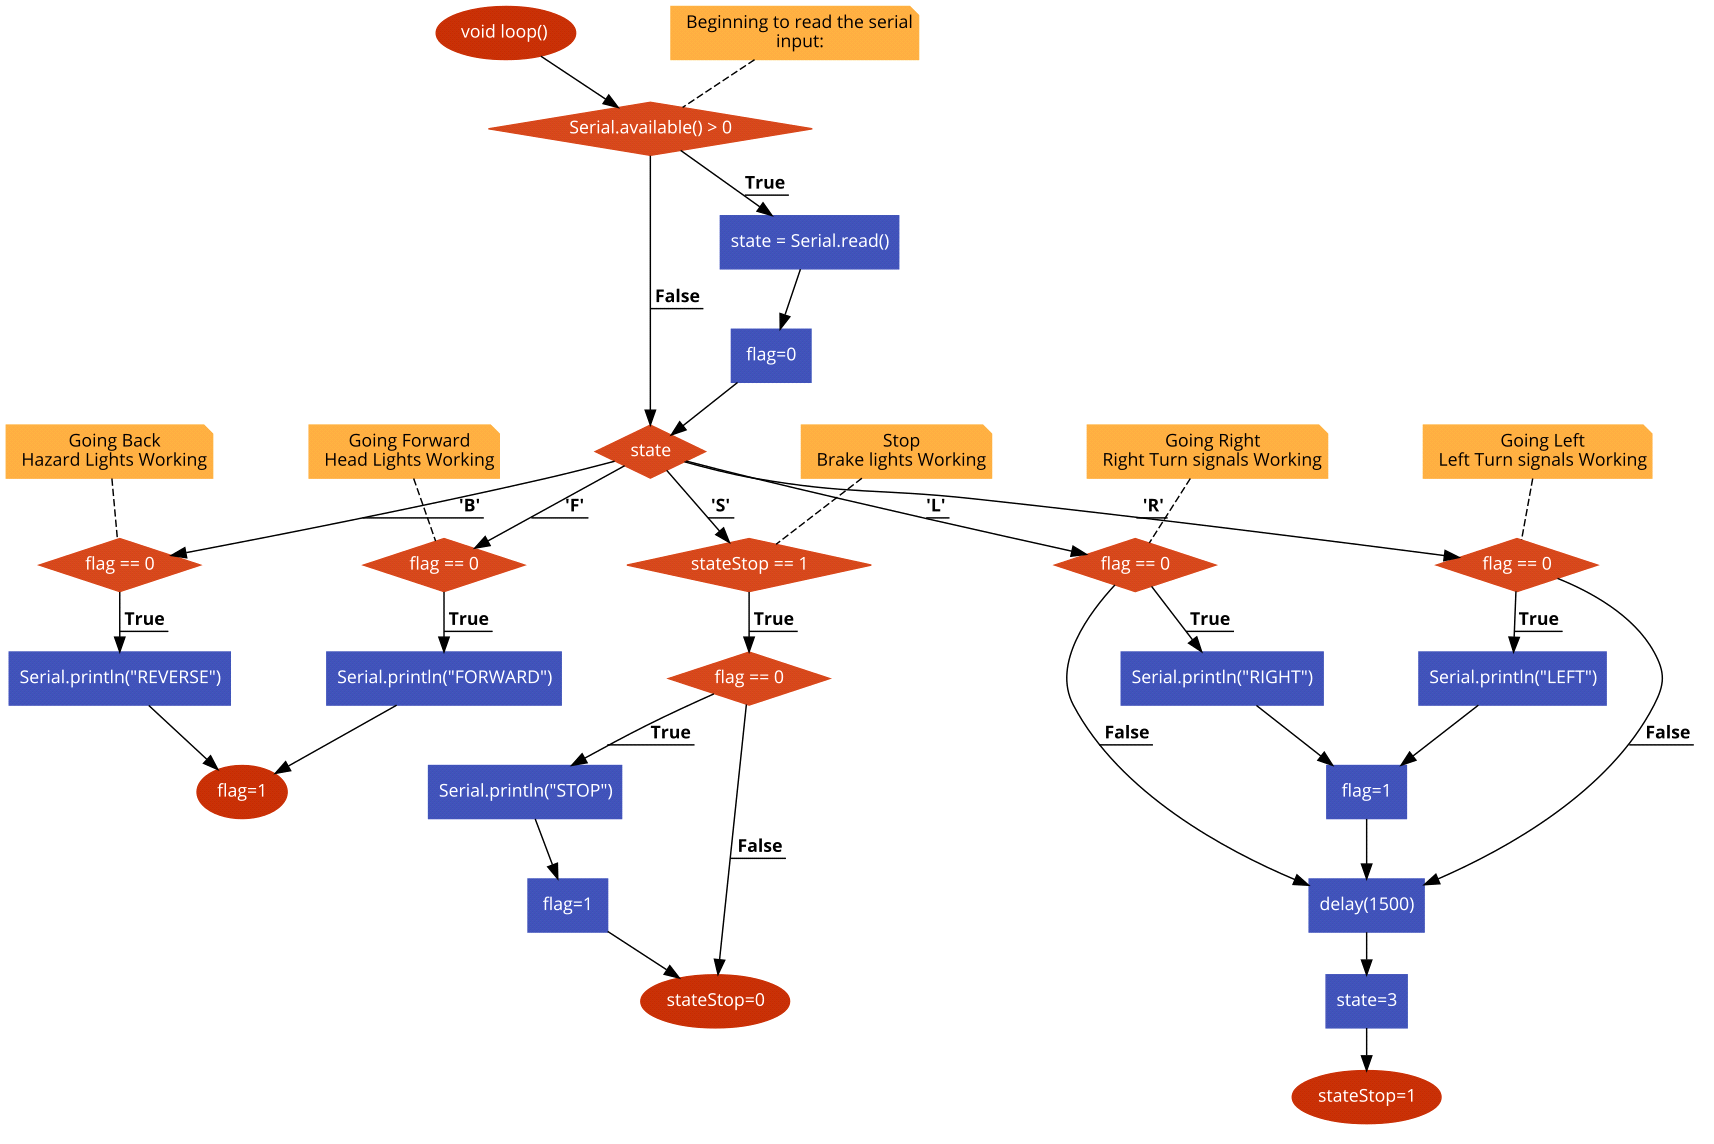 void loop()
Beginning to read the serial
input:
Serial.available() > 0
True
state = Serial.read()
False
flag=0
Going Back
Hazard Lights Working
Going Forward
Head Lights Working
state
Stop
Brake lights Working
Going Right
Right Turn signals Working
Going Left
Left Turn signals Working
'B'
'F'
'S'
'L'
'R'
flag == 0
flag == 0
stateStop == 1
flag == 0
flag == 0
True
True
True
True
True
Serial.println("REVERSE")
Serial.println("FORWARD")
flag == 0
Serial.println("RIGHT")
Serial.println("LEFT")
True
False
False
flag=1
Serial.println("STOP")
flag=1
False
flag=1
delay(1500)
stateStop=0
state=3
stateStop=1